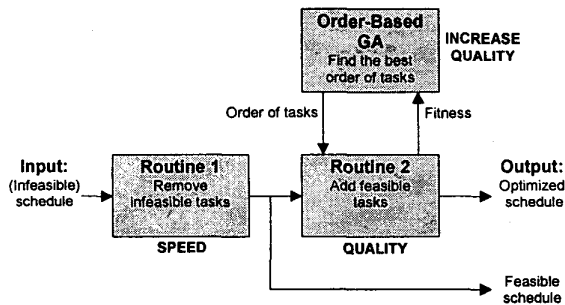 Order-Based
GA
Find the best
order of tasks
INCREASE
QUALITY
Order of tasks
Fitness
Input:
(Infeasible)
schedule
Routine 1
Remove
infeasible tasks
SPEED
Routine 2
Add feasible
tasks
QUALITY
Output:
Optimized
schedule
Feasible
schedule